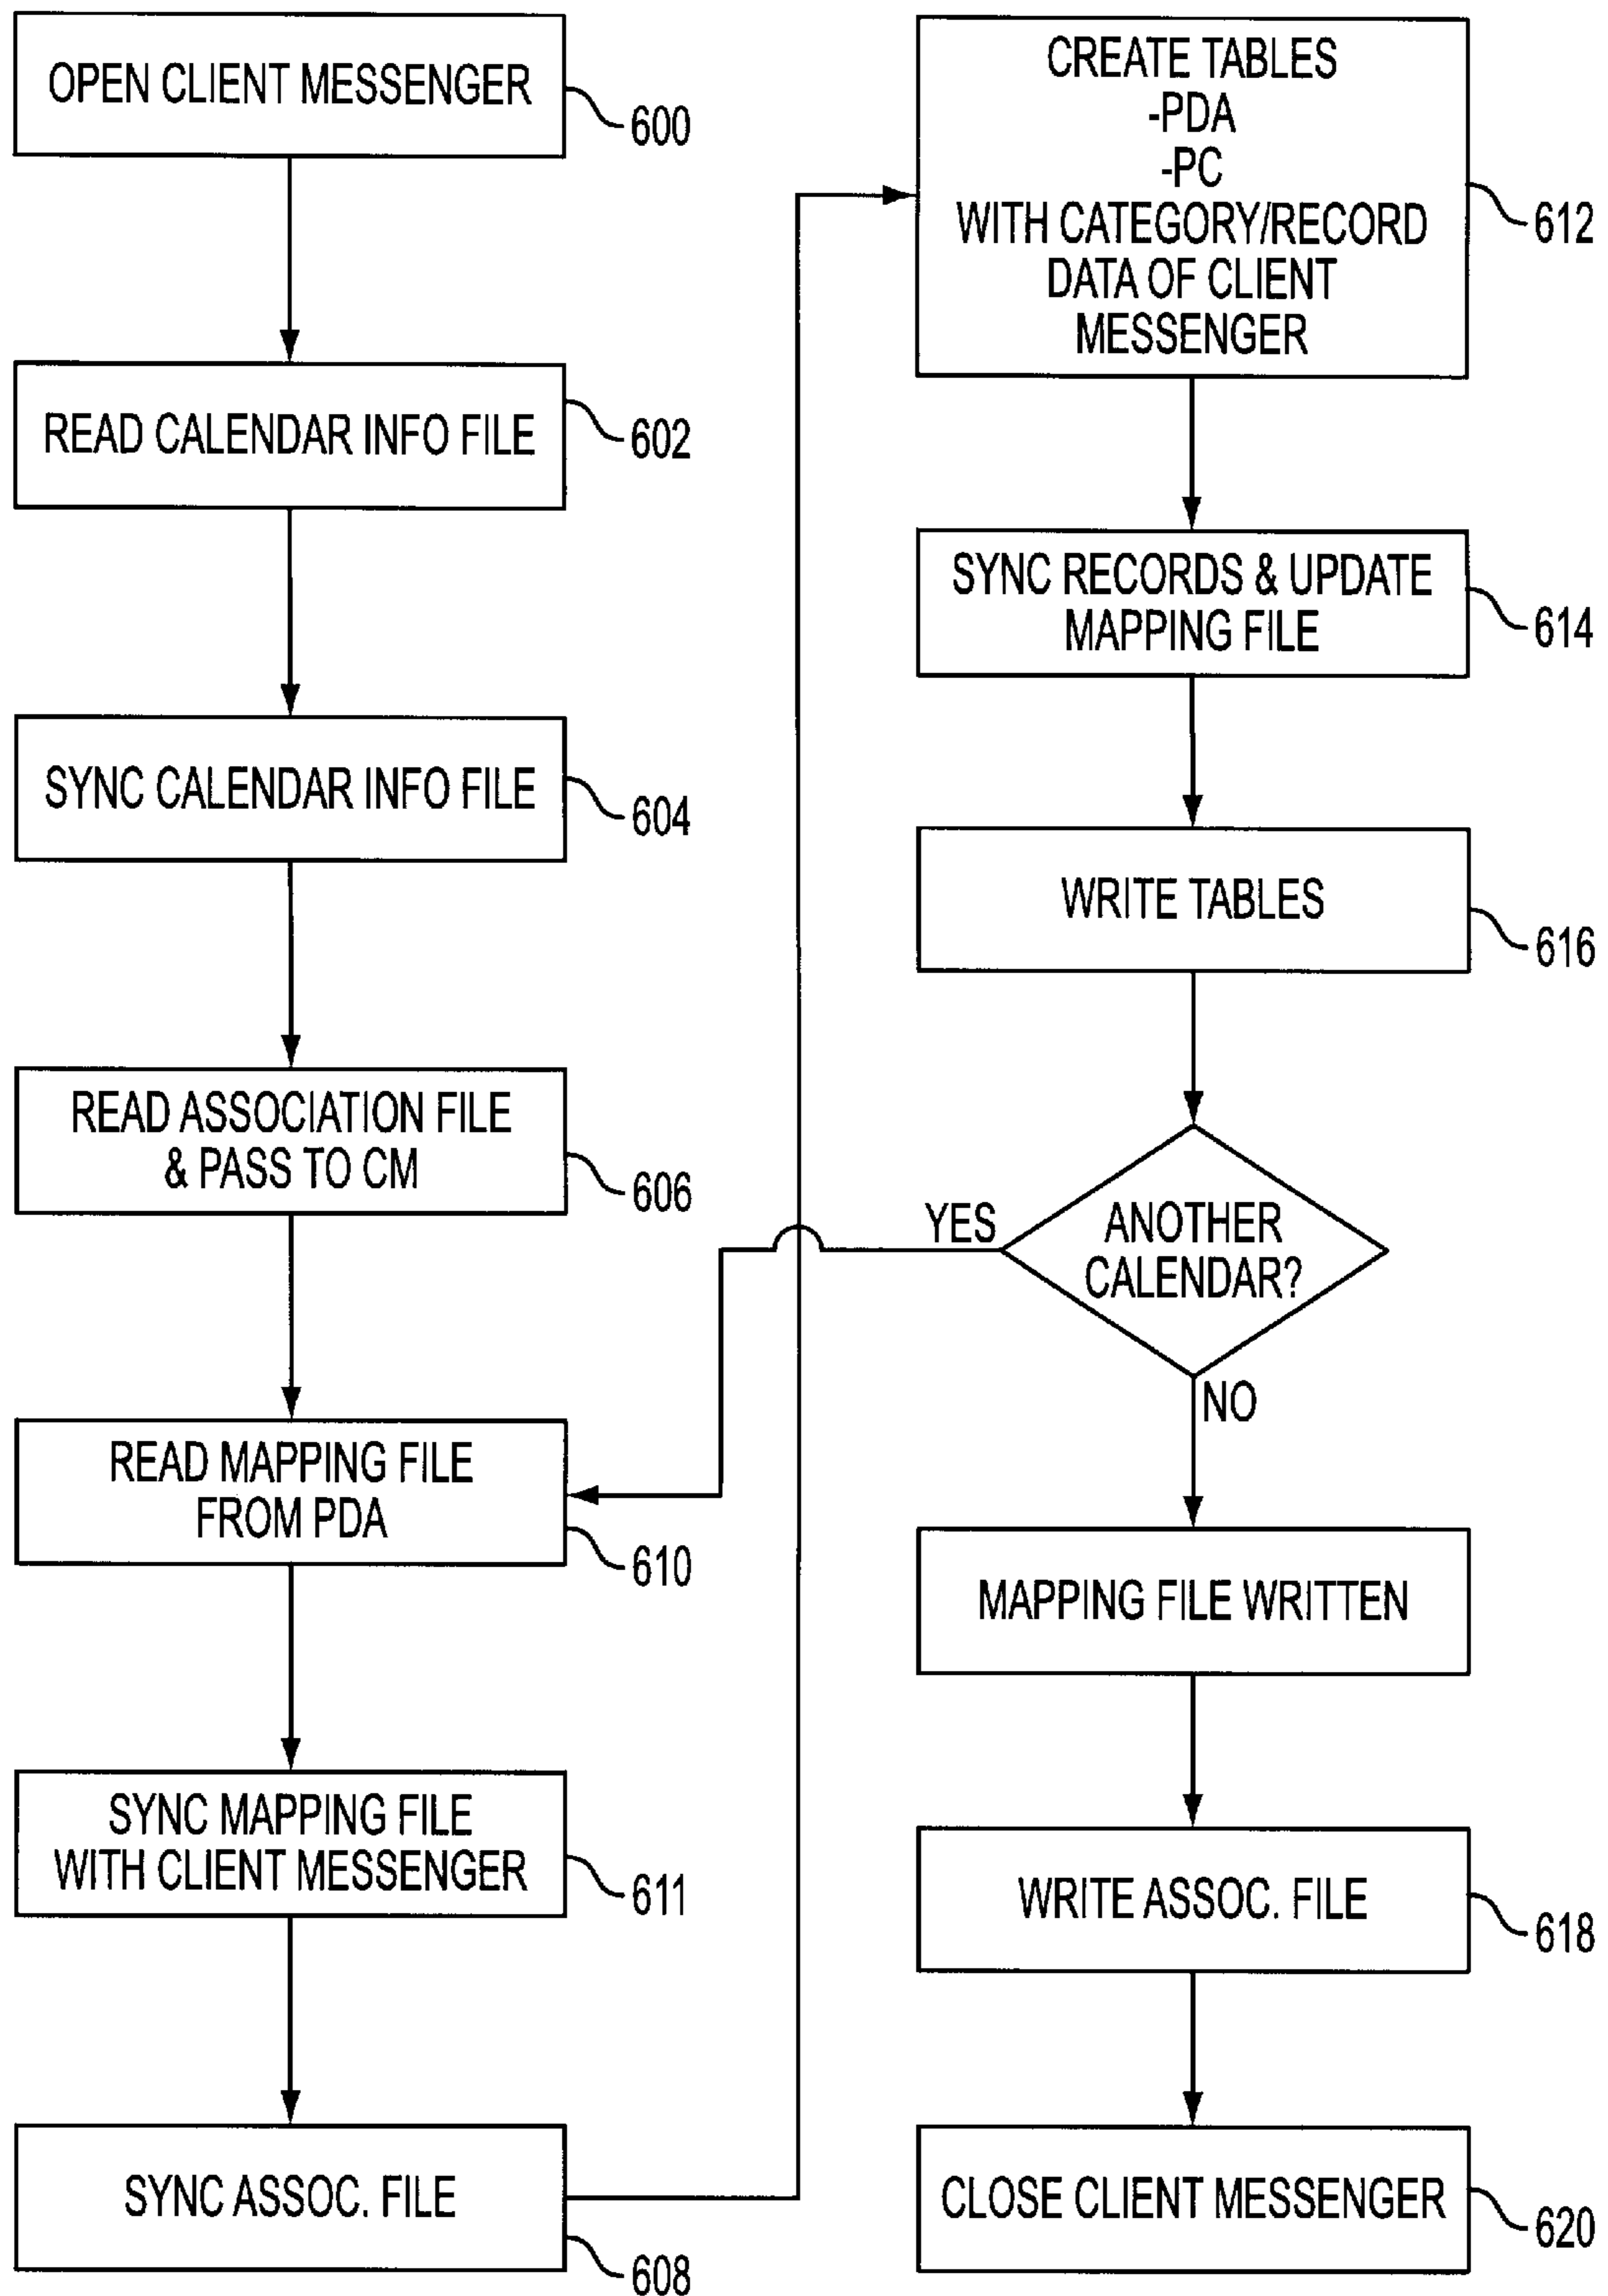 OPEN CLIENT MESSENGER
600
READ CALENDAR INFO FILE
602
SYNC CALENDAR INFO FILE
604
READ ASSOCIATION FILE
& PASS TO CM
606
READ MAPPING FILE
FROM PDA
610
SYNC MAPPING FILE
WITH CLIENT MESSENGER
611
SYNC ASSOC. FILE
608
CREATE TABLES
-PDA
-PC
WITH CATEGORY/RECORD
DATA OF CLIENT
MESSENGER
612
SYNC RECORDS & UPDATE
MAPPING FILE
614
WRITE TABLES
616
ANOTHER
CALENDAR?
YES
NO
MAPPING FILE WRITTEN
WRITE ASSOC. FILE
618
CLOSE CLIENT MESSENGER
620